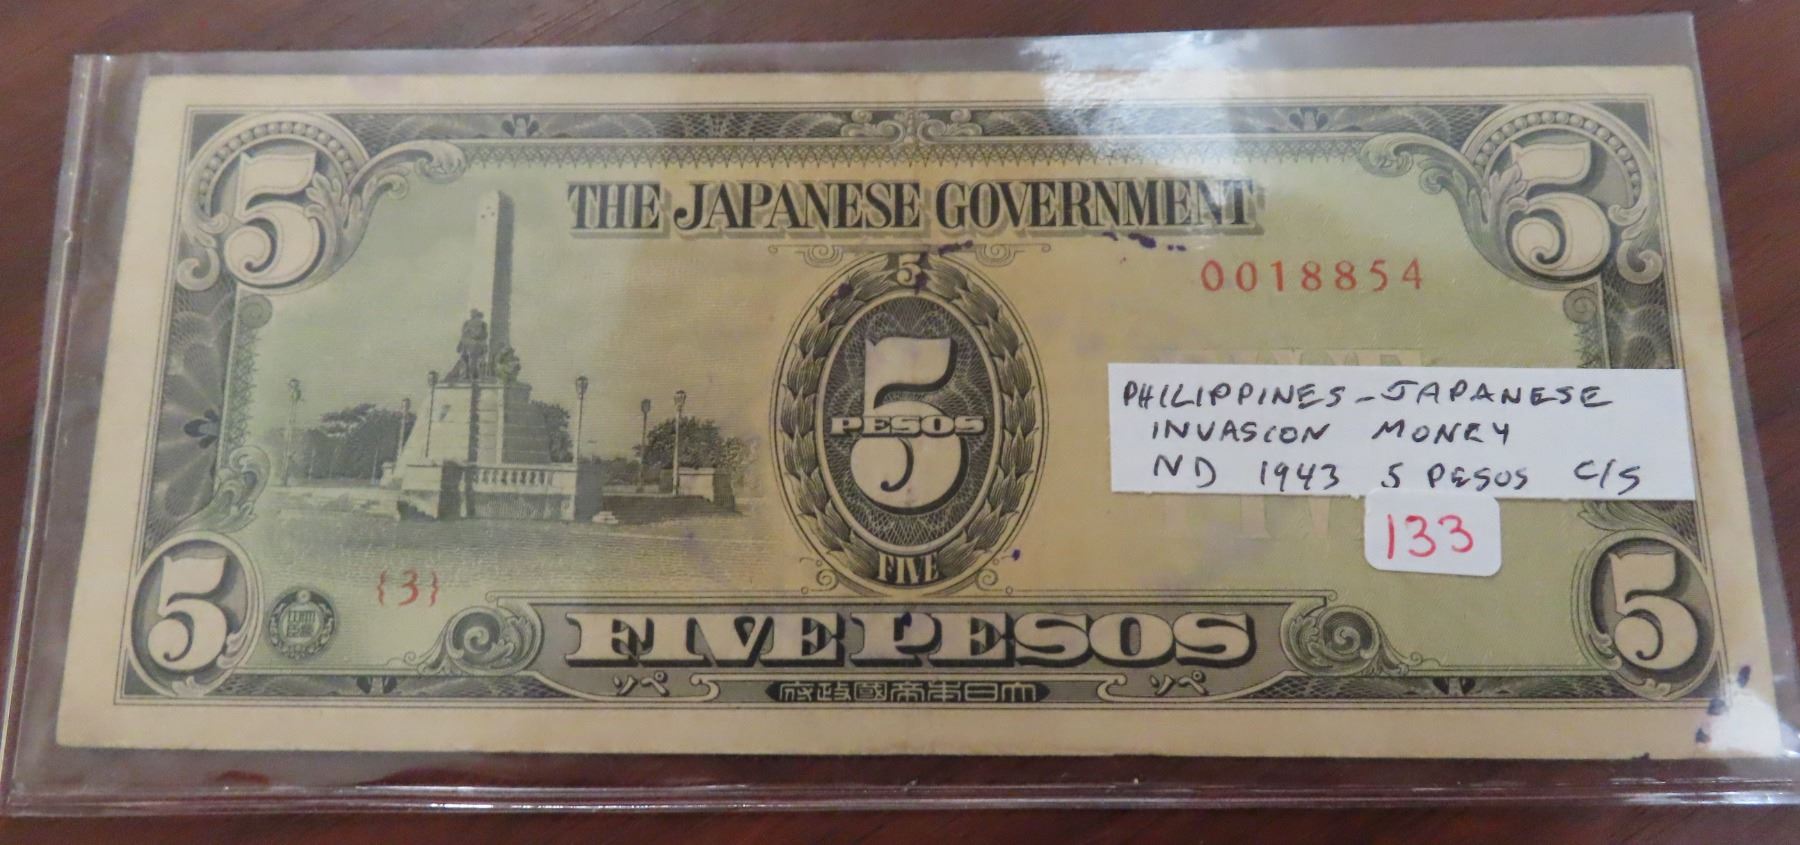 5 5
THE JAPANESE GOVERNMENT
5
0018854
5
PESOS
PHILIPPINES-JAPANESE
INVASION MONEY
ND 1943 5 PESOS C/S
133
FIVE
{3}
5 5
FIVE PESOS
ソペ ソペ
府政國帝本日大